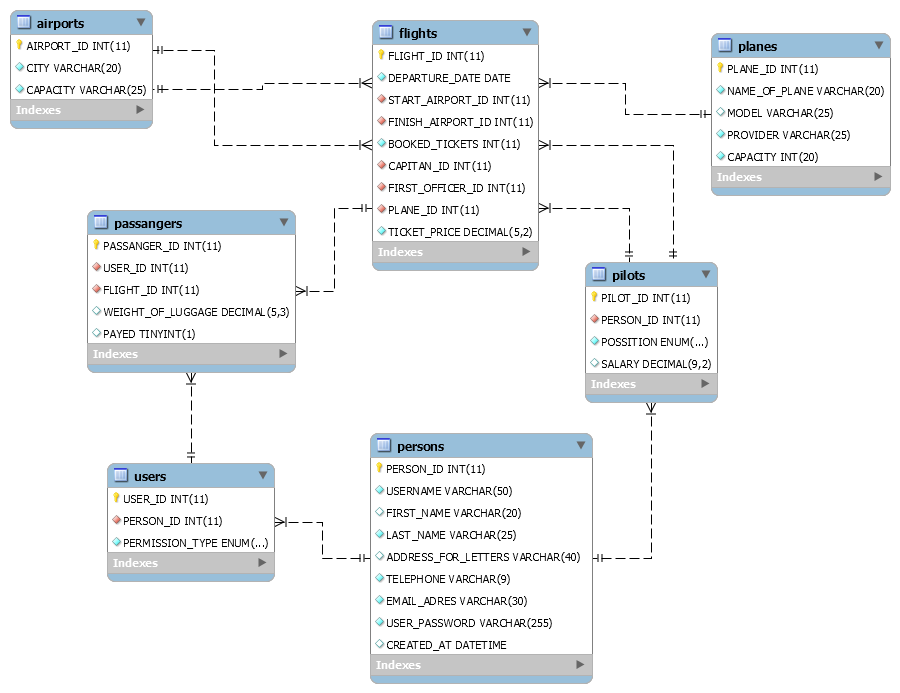 airports
AIRPORT_ID INT(11)
CITY VARCHAR(20)
CAPACITY VARCHAR(25)
Indexes
flights
FLIGHT_ID INT(11)
DEPARTURE_DATE DATE
START_AIRPORT_ID INT(11)
FINISH_AIRPORT_ID INT(11)
BOOKED_TICKETS INT(11)
CAPITAN_ID INT(11)
FIRST_OFFICER_ID INT(11)
PLANE_ID INT(11)
TICKET_PRICE DECIMAL(5,2)
Indexes
planes
PLANE_ID INT(11)
NAME_OF_PLANE VARCHAR(20)
MODEL VARCHAR(25)
PROVIDER VARCHAR(25)
CAPACITY INT(20)
Indexes
passangers
PASSANGER_ID INT(11)
USER_ID INT(11)
FLIGHT_ID INT(11)
WEIGHT_OF_LUGGAGE DECIMAL(5,3)
PAYED TINYINT(1)
Indexes
pilots
PILOT_ID INT(11)
PERSON_ID INT(11)
POSSITION ENUM(...)
SALARY DECIMAL(9,2)
Indexes
users
USER_ID INT(11)
PERSON_ID INT(11)
PERMISSION_TYPE ENUM(...)
Indexes
persons
PERSON_ID INT(11)
USERNAME VARCHAR(50)
FIRST_NAME VARCHAR(20)
LAST_NAME VARCHAR(25)
ADDRESS_FOR_LETTERS VARCHAR(40)
TELEPHONE VARCHAR(9)
EMAIL_ADRES VARCHAR(30)
USER_PASSWORD VARCHAR(255)
CREATED_AT DATETIME
Indexes